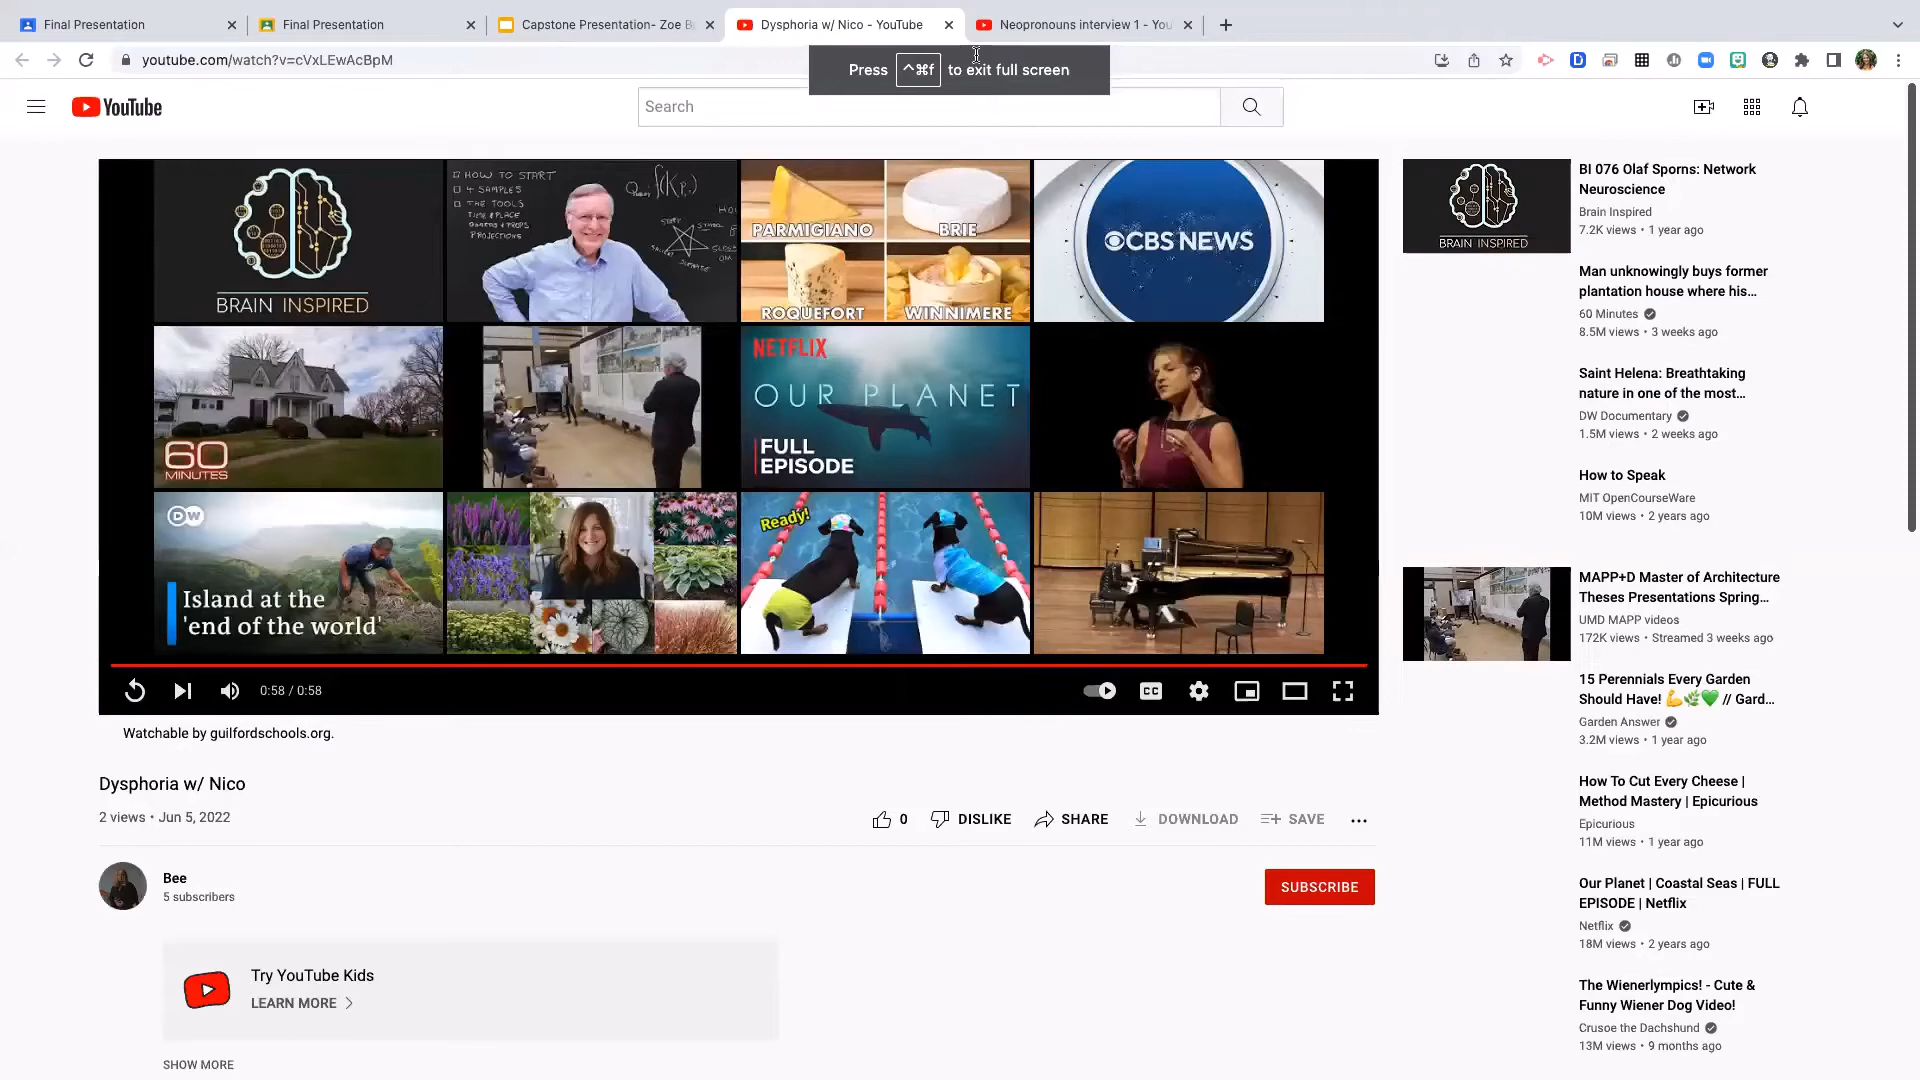 Final Presentation
Final Presentation
Capstone Presentation- Zoe B
Dysphoria w/ Nico - YouTube
Neopronouns interview 1 - You
youtube.com/watch?v=cVxLEwAcBpM
Press ^⌘f to exit full screen
YouTube
Search
BRAIN INSPIRED
HOW TO START
4 SAMPLES
THE TOOLS
TIME & PLACE
PROJECTIONS
PARMIGIANO
BRIE
ROQUEFORT
WINNIMERE
CBS NEWS
60
MINUTES
NETFLIX
OUR PLANET
FULL
EPISODE
DW
Island at the
'end of the world'
Ready!
0:58 / 0:58
CC
Watchable by guilfordschools.org.
Dysphoria w/ Nico
2 views • Jun 5, 2022
0
DISLIKE
SHARE
DOWNLOAD
SAVE
Bee
5 subscribers
SUBSCRIBE
Try YouTube Kids
LEARN MORE
SHOW MORE
BRAIN INSPIRED
BI 076 Olaf Sporns: Network
Neuroscience
Brain Inspired
7.2K views • 1 year ago
Man unknowingly buys former
plantation house where his...
60 Minutes
8.5M views • 3 weeks ago
Saint Helena: Breathtaking
nature in one of the most...
DW Documentary
1.5M views • 2 weeks ago
How to Speak
MIT OpenCourseWare
10M views • 2 years ago
MAPP+D Master of Architecture
Theses Presentations Spring...
UMD MAPP videos
172K views • Streamed 3 weeks ago
15 Perennials Every Garden
Should Have! 💪🌿💚 // Gard...
Garden Answer
3.2M views • 1 year ago
How To Cut Every Cheese |
Method Mastery | Epicurious
Epicurious
11M views • 1 year ago
Our Planet | Coastal Seas | FULL
EPISODE | Netflix
Netflix
18M views • 2 years ago
The Wienerlympics! - Cute &
Funny Wiener Dog Video!
Crusoe the Dachshund
13M views • 9 months ago